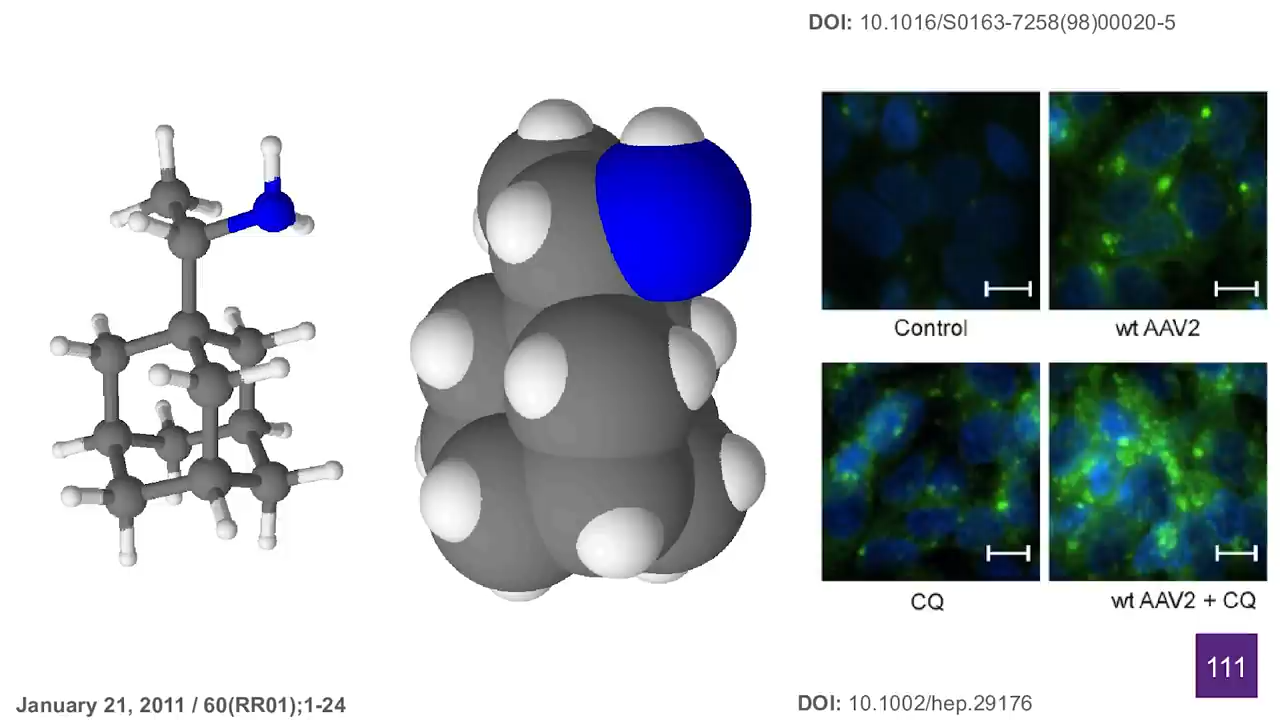 DOI: 10.1016/S0163-7258(98)00020-5
Control
wt AAV2
CQ
wt AAV2 + CQ
111
January 21, 2011 / 60(RR01);1-24
DOI: 10.1002/hep.29176